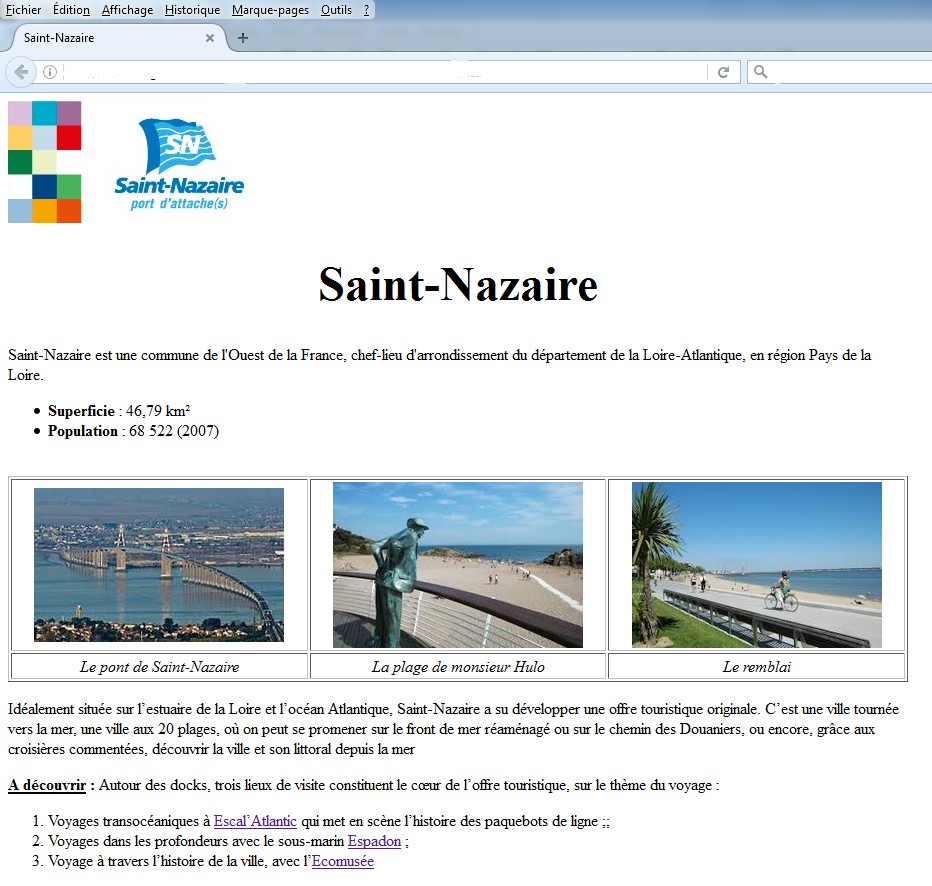 Fichier Édition Affichage Historique Marque-pages Outils ?
Saint-Nazaire × +
SN
Saint-Nazaire
port d'attache(s)
Saint-Nazaire
Saint-Nazaire est une commune de l'Ouest de la France, chef-lieu d'arrondissement du département de la Loire-Atlantique, en région Pays de la
Loire.
• Superficie : 46,79 km²
• Population : 68 522 (2007)
Le pont de Saint-Nazaire
La plage de monsieur Hulo
Le remblai
Idéalement située sur l’estuaire de la Loire et l’océan Atlantique, Saint-Nazaire a su développer une offre touristique originale. C’est une ville tournée
vers la mer, une ville aux 20 plages, où on peut se promener sur le front de mer réaménagé ou sur le chemin des Douaniers, ou encore, grâce aux
croisières commentées, découvrir la ville et son littoral depuis la mer
A découvrir : Autour des docks, trois lieux de visite constituent le cœur de l’offre touristique, sur le thème du voyage :
1. Voyages transocéaniques à Escal’Atlantic qui met en scène l’histoire des paquebots de ligne ;;
2. Voyages dans les profondeurs avec le sous-marin Espadon ;
3. Voyage à travers l’histoire de la ville, avec l’Ecomusée